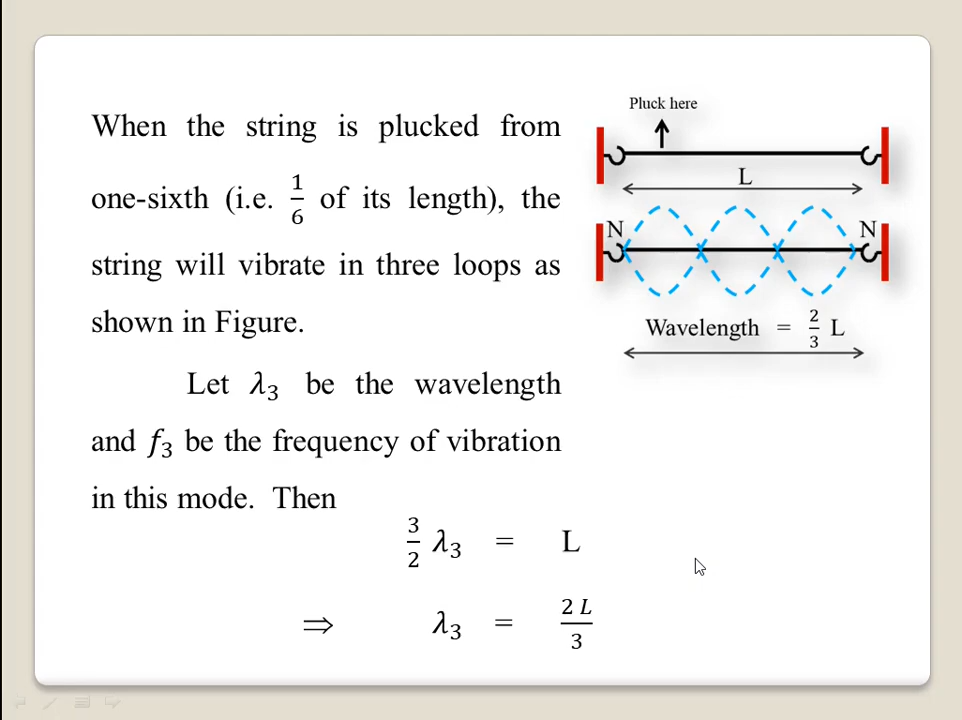 When the string is plucked from
one-sixth (i.e. 1/6 of its length), the
string will vibrate in three loops as
shown in Figure.
Let λ₃ be the wavelength
and f₃ be the frequency of vibration
in this mode. Then
3/2 λ₃ = L
⇒ λ₃ = 2 L/3
Pluck here
L
N N
Wavelength = 2/3 L